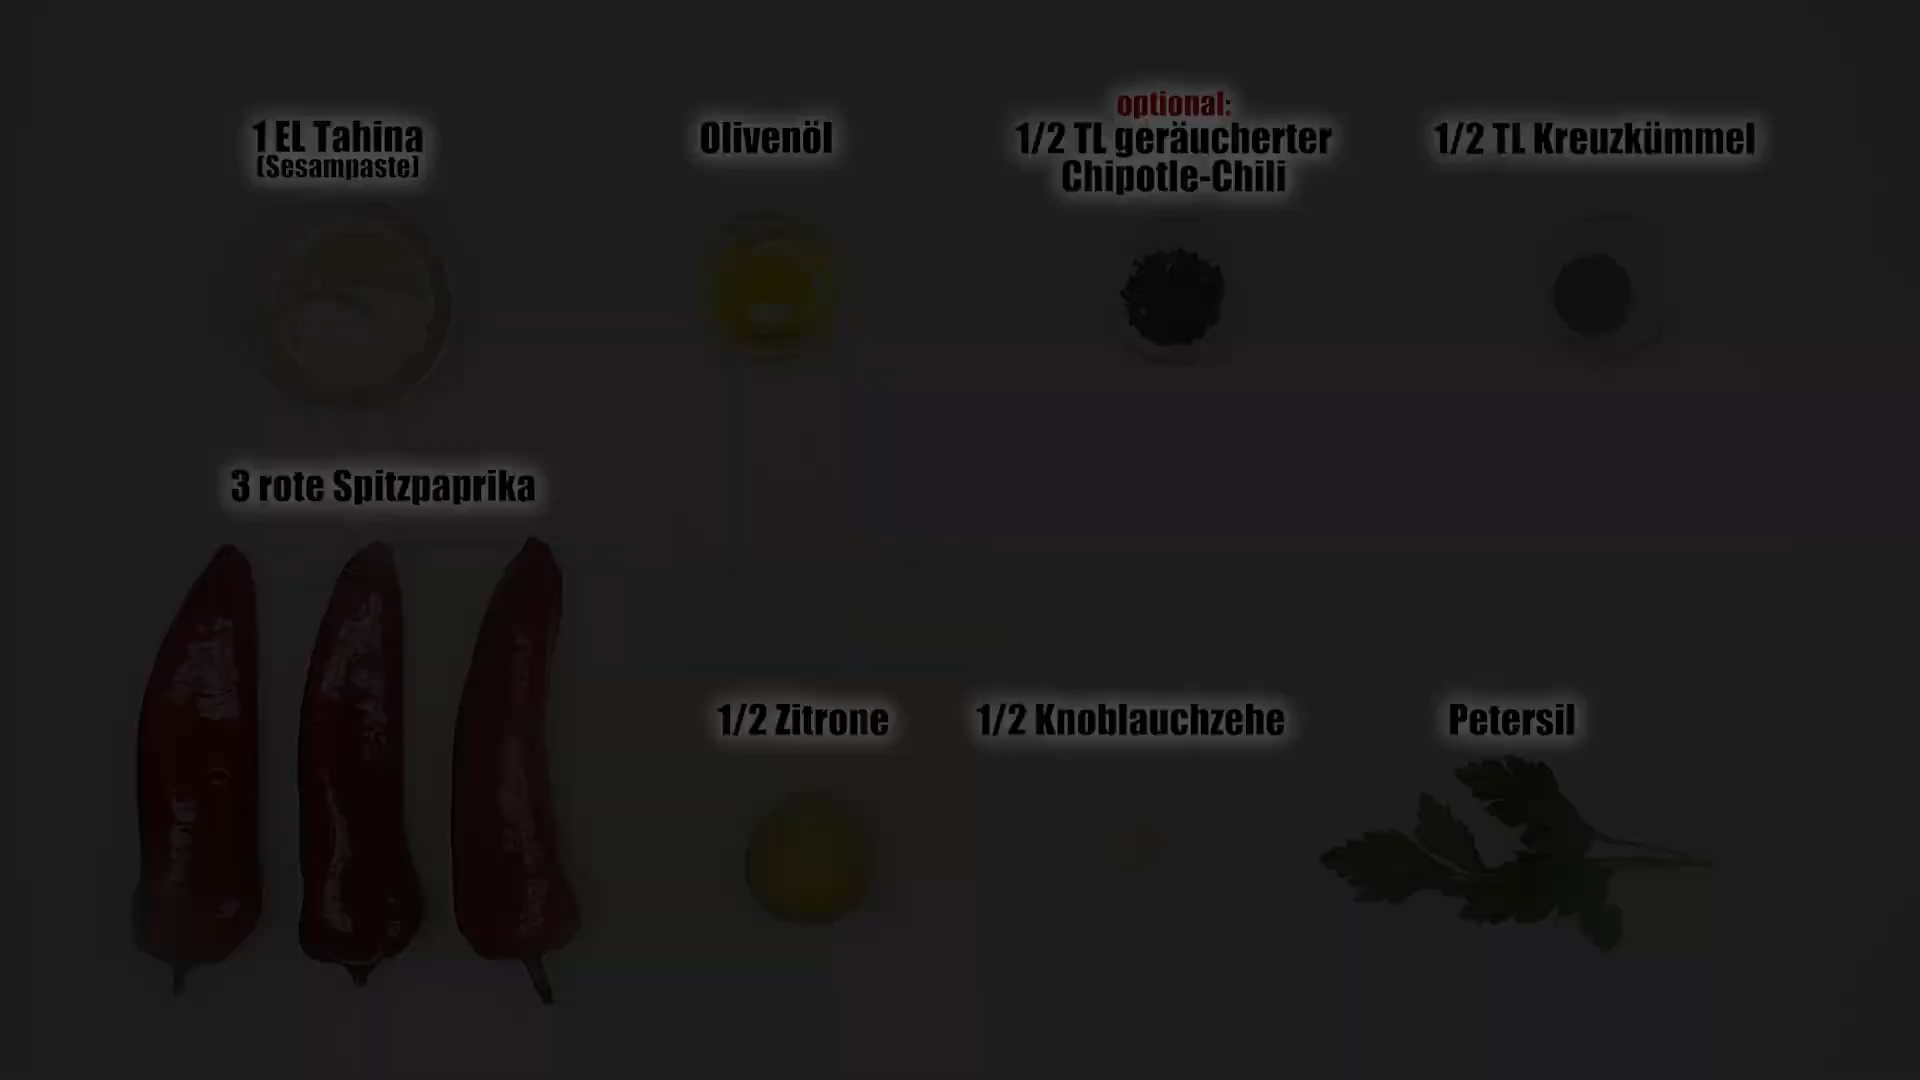 1 EL Tahina
(Sesampaste)
Olivenöl
optional:
1/2 TL geräucherter
Chipotle-Chili
1/2 TL Kreuzkümmel
3 rote Spitzpaprika
1/2 Zitrone
1/2 Knoblauchzehe
Petersil